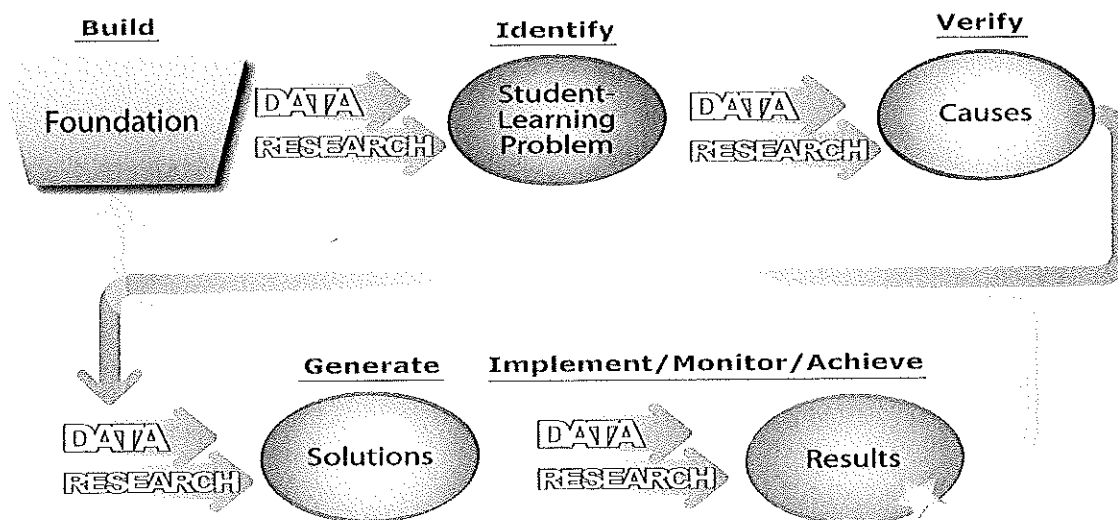 Build
Identify
Verify
Foundation
DATA
RESEARCH
Student-
Learning
Problem
DATA
RESEARCH
Causes
Generate
Implement/Monitor/Achieve
DATA
RESEARCH
Solutions
DATA
RESEARCH
Results